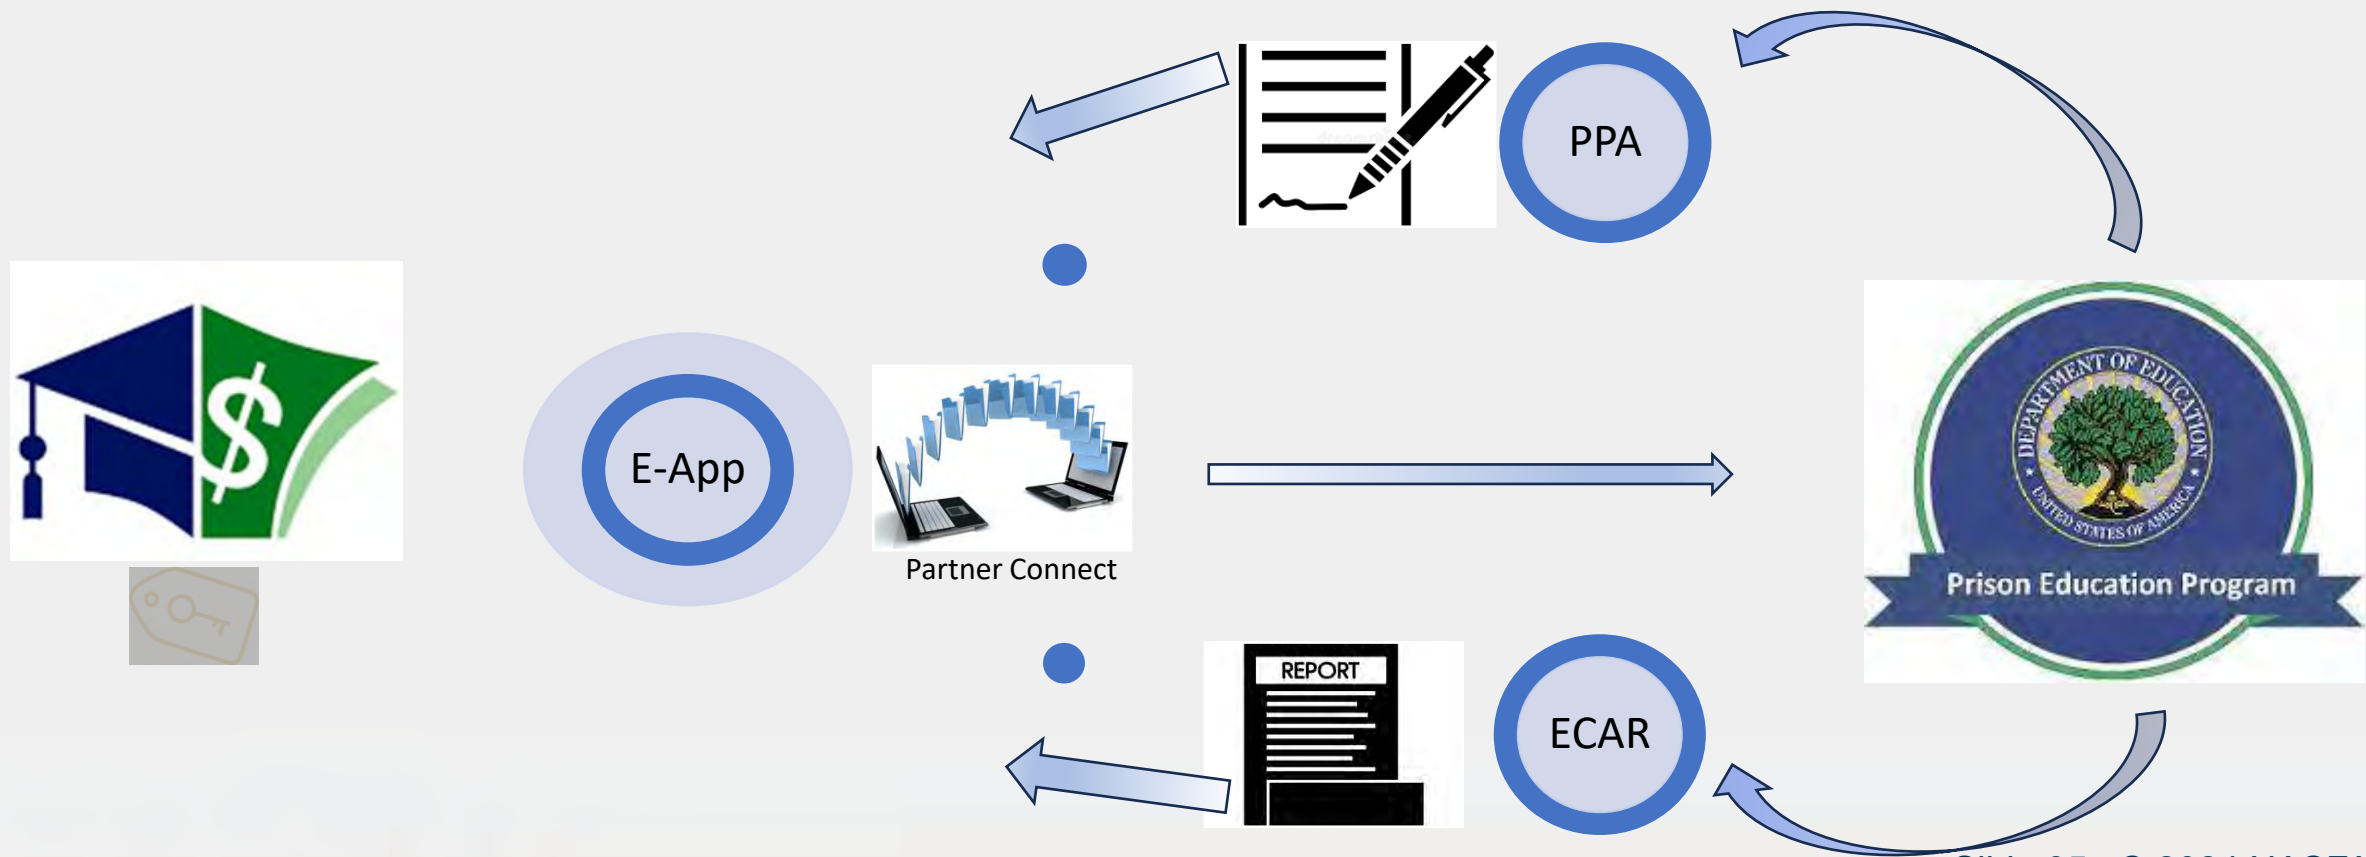 PPA
DEPARTMENT OF EDUCATION
UNITED STATES OF AMERICA
E-App
Partner Connect
Prison Education Program
REPORT
ECAR